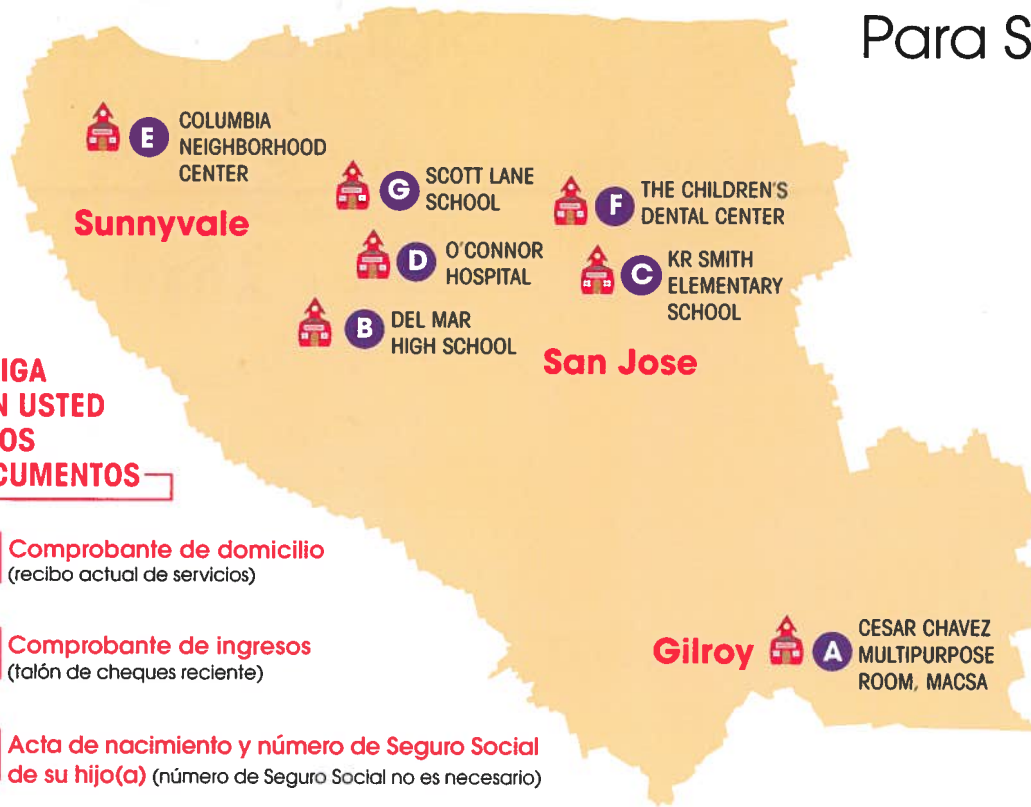 Para S
E
COLUMBIA
NEIGHBORHOOD
CENTER
Sunnyvale
G
SCOTT LANE
SCHOOL
F
THE CHILDREN'S
DENTAL CENTER
D
O'CONNOR
HOSPITAL
C
KR SMITH
ELEMENTARY
SCHOOL
B
DEL MAR
HIGH SCHOOL
San Jose
IGA
N USTED
OS
CUMENTOS
Comprobante de domicilio
(recibo actual de servicios)
Comprobante de ingresos
(talón de cheques reciente)
Acta de nacimiento y número de Seguro Social
de su hijo(a) (número de Seguro Social no es necesario)
Gilroy
A
CESAR CHAVEZ
MULTIPURPOSE
ROOM, MACSA